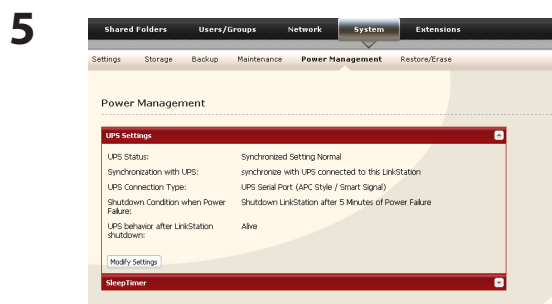 5
Shared Folders Users/Groups Network System Extensions
Settings Storage Backup Maintenance Power Management Restore/Erase
Power Management
UPS Settings
UPS Status: Synchronized Setting Normal
Synchronization with UPS: synchronize with UPS connected to this LinkStation
UPS Connection Type: UPS Serial Port (APC Style / Smart Signal)
Shutdown Condition when Power Shutdown LinkStation after 5 Minutes of Power Failure
Failure:
UPS behavior after LinkStation Alive
shutdown:
Modify Settings
SleepTimer